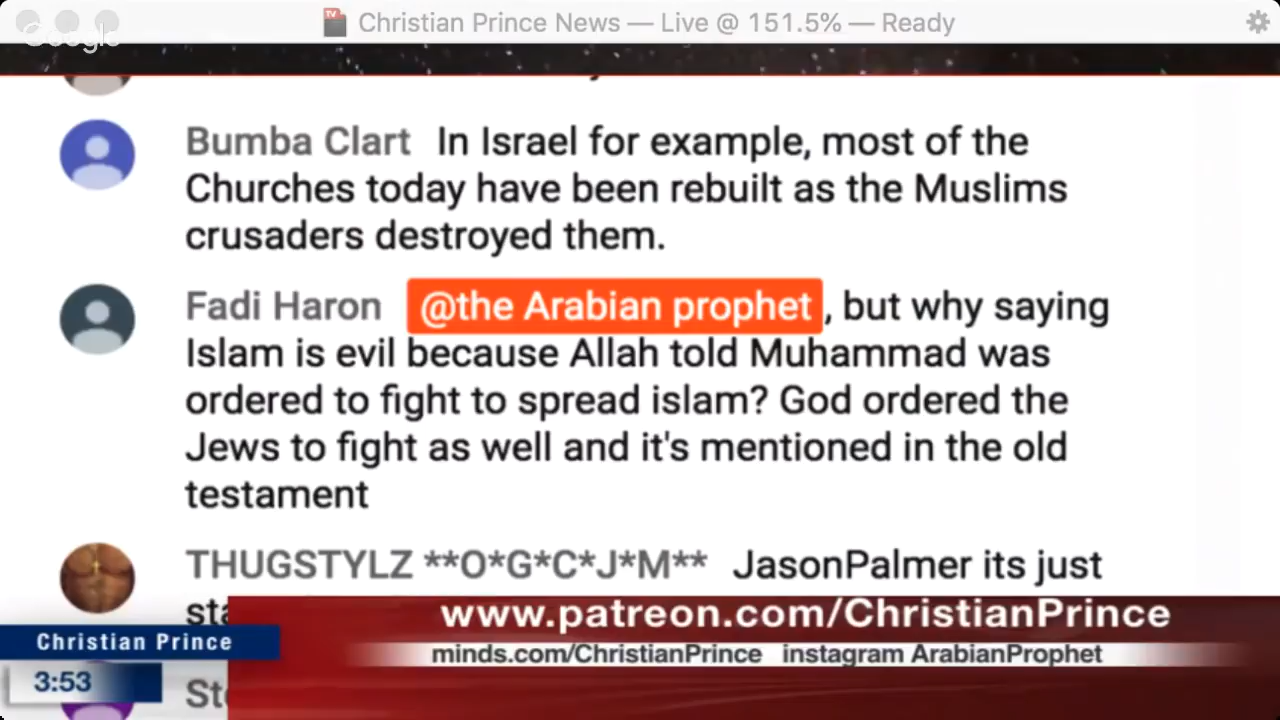 Google
Christian Prince News — Live @ 151.5% — Ready
Bumba Clart In Israel for example, most of the
Churches today have been rebuilt as the Muslims
crusaders destroyed them.
Fadi Haron @the Arabian prophet, but why saying
Islam is evil because Allah told Muhammad was
ordered to fight to spread islam? God ordered the
Jews to fight as well and it's mentioned in the old
testament
THUGSTYLZ **O*G*C*J*M** JasonPalmer its just
www.patreon.com/ChristianPrince
Christian Prince
minds.com/ChristianPrince instagram ArabianProphet
3:53